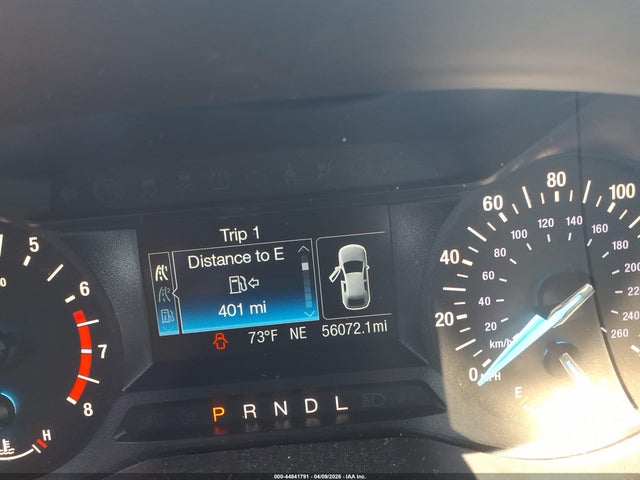 Trip 1
Distance to E
401 mi
73°F NE 56072.1mi
P R N D L
5
6
7
8
H
0 20 40 60 80 100
20 40 60 80 100 120 140 160 180 200 220 240 260
km/h
MPH
E
000-44841791 - 04/09/2026 - IAA Inc.